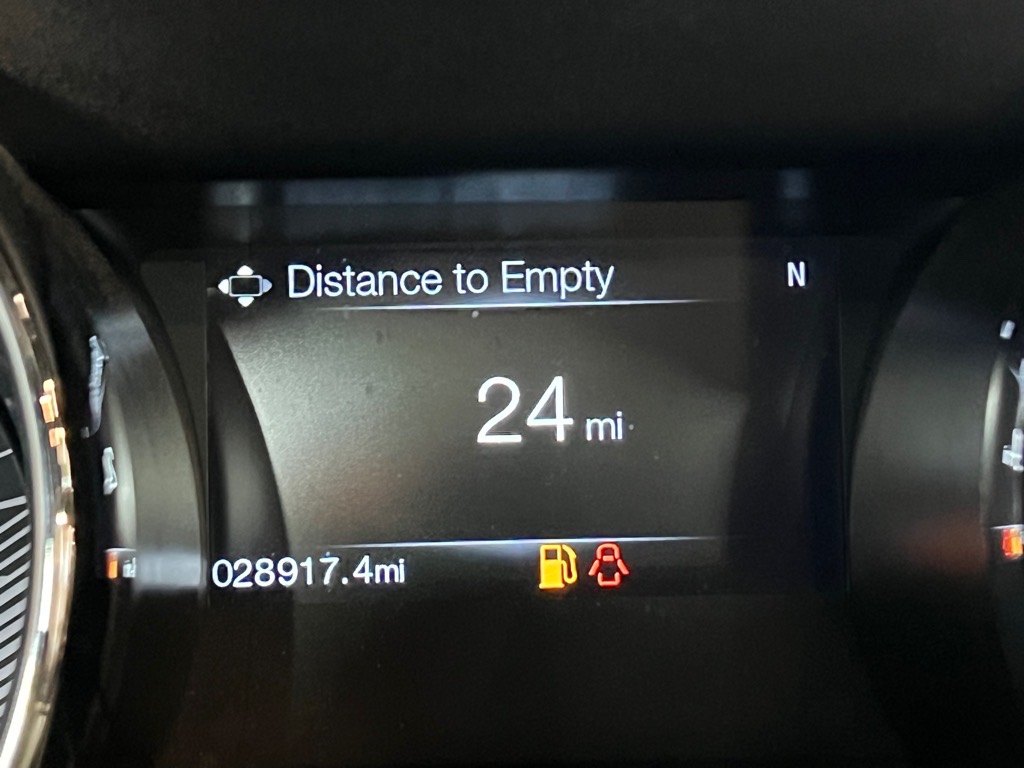 Distance to Empty N
24 mi
028917.4mi